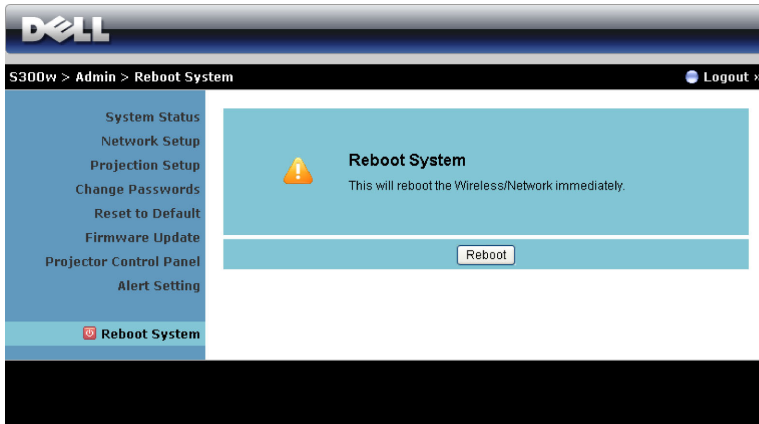 DELL
S300w > Admin > Reboot System
Logout »
System Status
Network Setup
Projection Setup
Change Passwords
Reset to Default
Firmware Update
Projector Control Panel
Alert Setting
Reboot System
Reboot System
This will reboot the Wireless/Network immediately.
Reboot